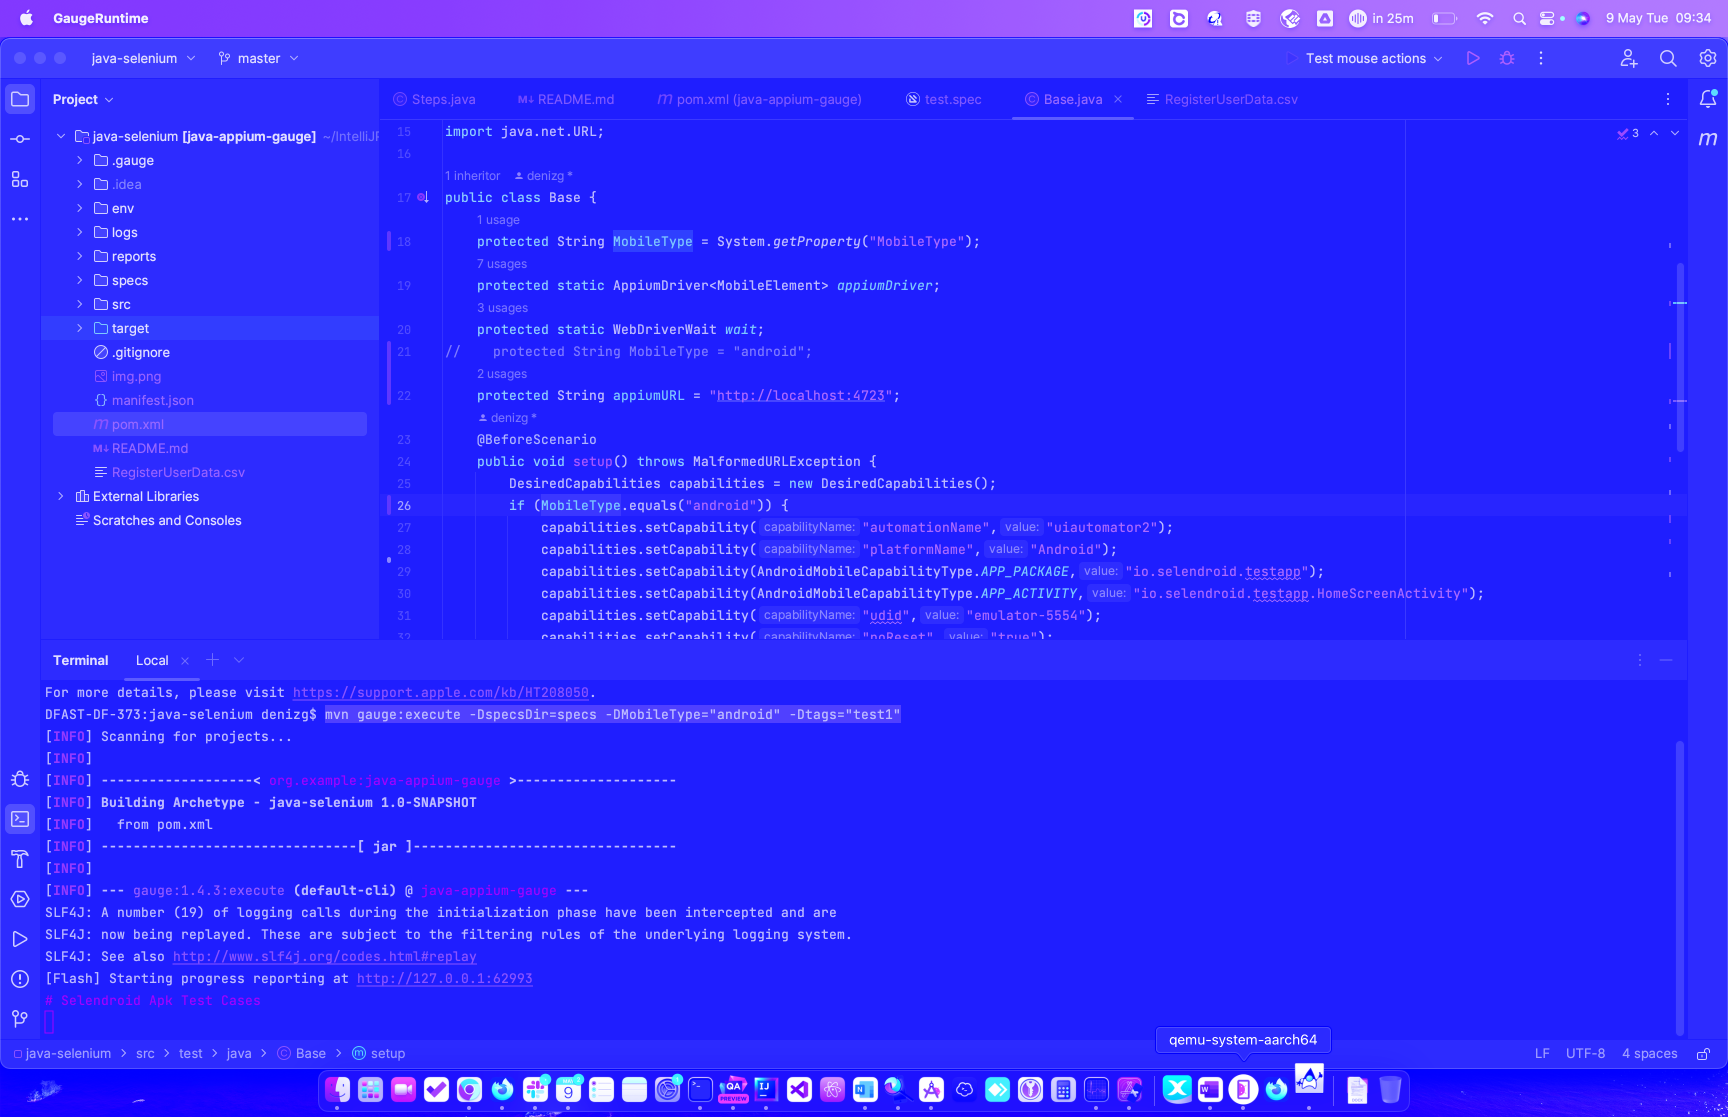 GaugeRuntime
in 25m
9 May Tue 09:34
java-selenium
master
Test mouse actions
Project
Steps.java
README.md
pom.xml (java-appium-gauge)
test.spec
Base.java
RegisterUserData.csv
java-selenium [java-appium-gauge] ~/IntelliJF
.gauge
.idea
env
logs
reports
specs
src
target
.gitignore
img.png
manifest.json
pom.xml
README.md
RegisterUserData.csv
External Libraries
Scratches and Consoles
3
15 import java.net.URL;
16
1 inheritor denizg *
17 public class Base {
1 usage
18 protected String MobileType = System.getProperty("MobileType");
7 usages
19 protected static AppiumDriver<MobileElement> appiumDriver;
3 usages
20 protected static WebDriverWait wait;
21 // protected String MobileType = "android";
2 usages
22 protected String appiumURL = "http://localhost:4723";
denizg *
23 @BeforeScenario
24 public void setup() throws MalformedURLException {
25 DesiredCapabilities capabilities = new DesiredCapabilities();
26 if (MobileType.equals("android")) {
27 capabilities.setCapability( capabilityName: "automationName", value: "uiautomator2");
28 capabilities.setCapability( capabilityName: "platformName", value: "Android");
29 capabilities.setCapability(AndroidMobileCapabilityType.APP_PACKAGE, value: "io.selendroid.testapp");
30 capabilities.setCapability(AndroidMobileCapabilityType.APP_ACTIVITY, value: "io.selendroid.testapp.HomeScreenActivity");
31 capabilities.setCapability( capabilityName: "udid", value: "emulator-5554");
32 capabilities.setCapability( capabilityName: "noReset", value: "true");
Terminal
Local
For more details, please visit https://support.apple.com/kb/HT208050.
DFAST-DF-373:java-selenium denizg$ mvn gauge:execute -DspecsDir=specs -DMobileType="android" -Dtags="test1"
[INFO] Scanning for projects...
[INFO]
[INFO] -------------------< org.example:java-appium-gauge >--------------------
[INFO] Building Archetype - java-selenium 1.0-SNAPSHOT
[INFO] from pom.xml
[INFO] --------------------------------[ jar ]---------------------------------
[INFO]
[INFO] --- gauge:1.4.3:execute (default-cli) @ java-appium-gauge ---
SLF4J: A number (19) of logging calls during the initialization phase have been intercepted and are
SLF4J: now being replayed. These are subject to the filtering rules of the underlying logging system.
SLF4J: See also http://www.slf4j.org/codes.html#replay
[Flash] Starting progress reporting at http://127.0.0.1:62993
# Selendroid Apk Test Cases
qemu-system-aarch64
java-selenium > src > test > java > Base > setup
LF UTF-8 4 spaces